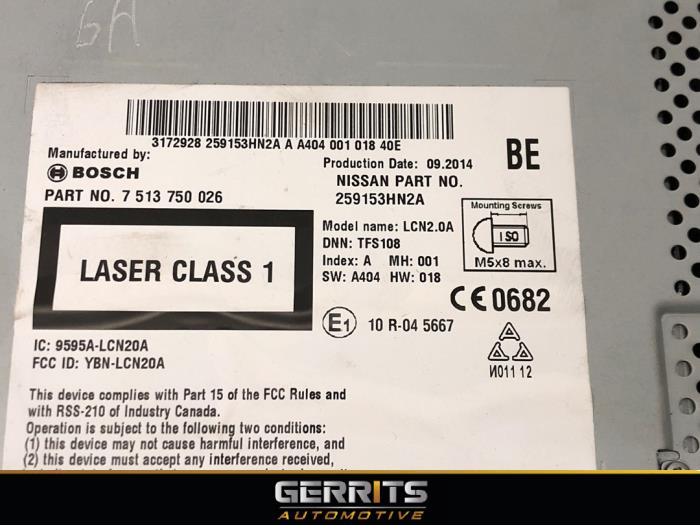 GA
3172928 259153HN2A A A404 001 018 40E
Manufactured by:
BOSCH
PART NO. 7 513 750 026
Production Date: 09.2014
NISSAN PART NO.
259153HN2A
BE
LASER CLASS 1
Model name: LCN2.0A
DNN: TFS108
Index: A MH: 001
SW: A404 HW: 018
Mounting Screws
ISO
M5x8 max.
CE0682
E1 10 R-04 5667
И011 12
IC: 9595A-LCN20A
FCC ID: YBN-LCN20A
This device complies with Part 15 of the FCC Rules and
with RSS-210 of Industry Canada.
Operation is subject to the following two conditions:
(1) this device may not cause harmful interference, and
(2) this device must accept any interference received,
GERRITS
AUTOMOTIVE